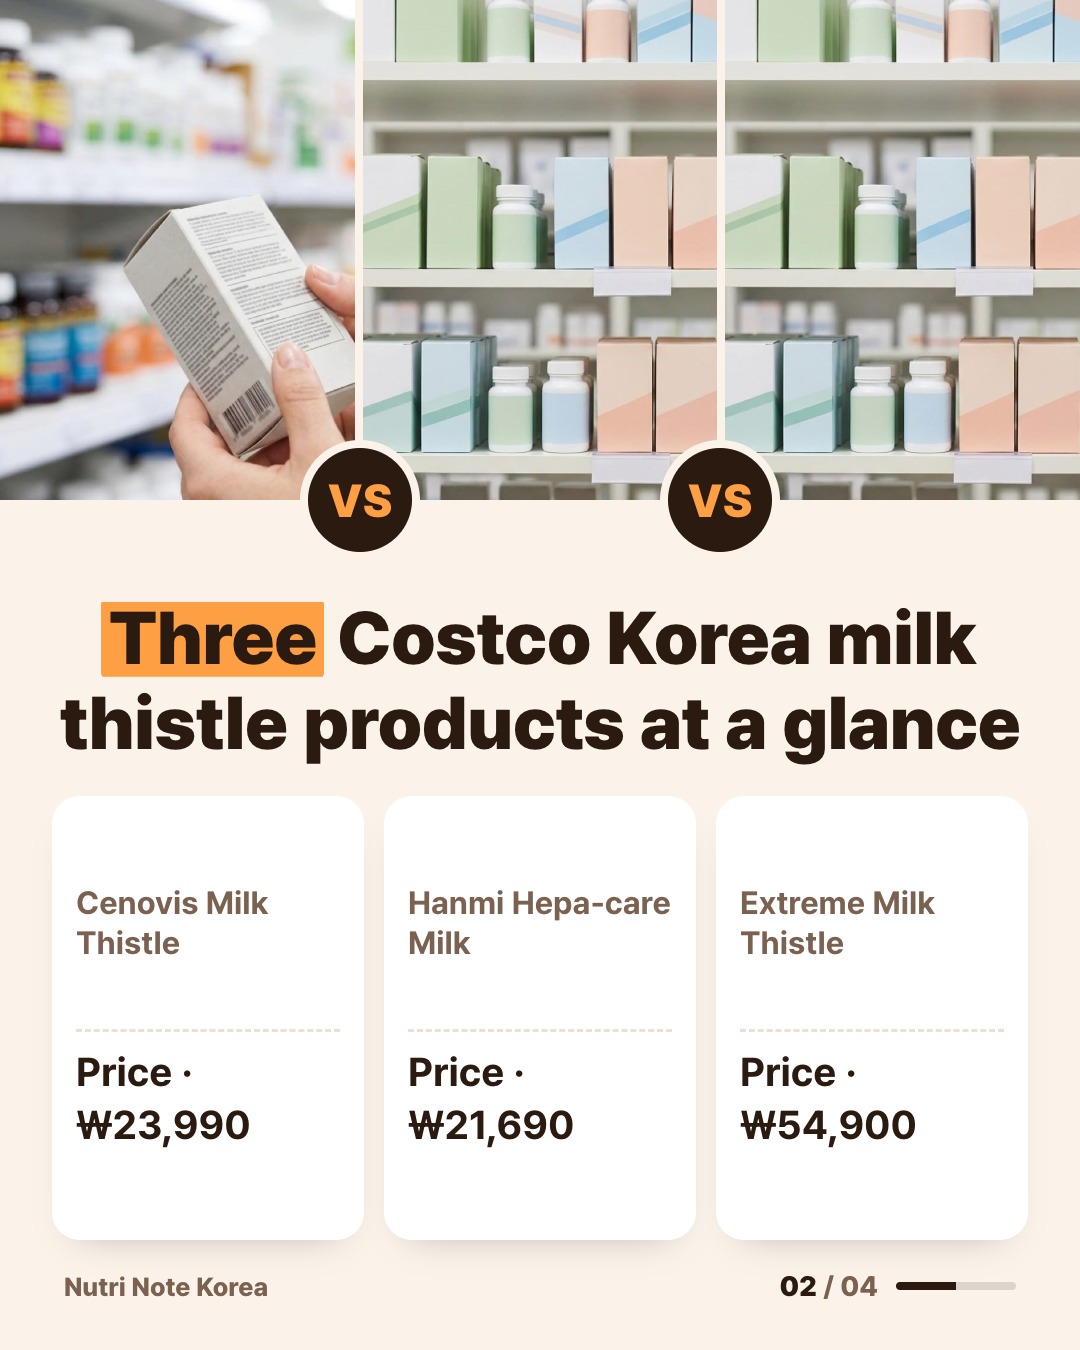 VS
VS
Three Costco Korea milk
thistle products at a glance
Cenovis Milk
Thistle
Price ·
₩23,990
Hanmi Hepa-care
Milk
Price ·
₩21,690
Extreme Milk
Thistle
Price ·
₩54,900
Nutri Note Korea
02 / 04